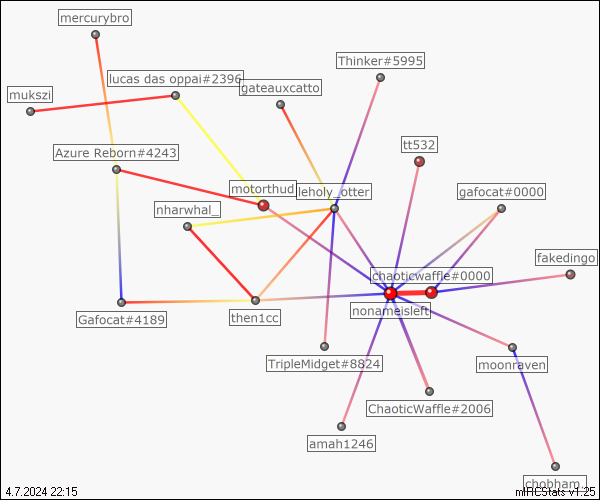 mercurybro
Thinker#5995
lucas das oppai#2396
gateauxcatto
mukszi
tt532
Azure Reborn#4243
motorthud
leholy_otter
gafocat#0000
nharwhal_
fakedingo
chaoticwaffle#0000
nonameisleft
Gafocat#4189
then1cc
TripleMidget#8824
moonraven
ChaoticWaffle#2006
amah1246
chobham_
4.7.2024 22:15
mIRCStats v1.25